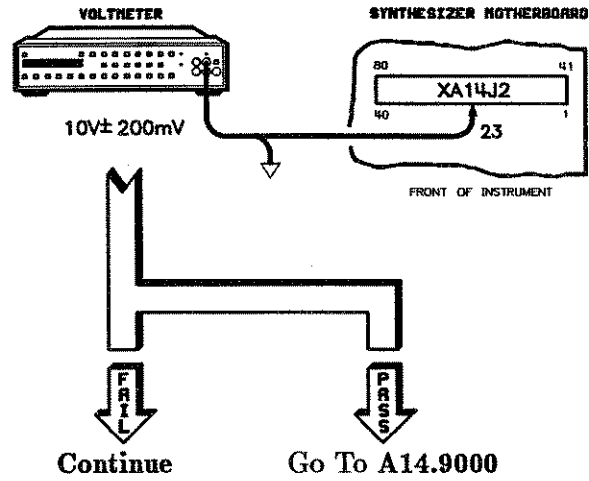 VOLTMETER
SYNTHESIZER MOTHERBOARD
80 41
XA14J2
40 1
10V± 200mV
23
FRONT OF INSTRUMENT
FAIL
PASS
Continue
Go To A14.9000